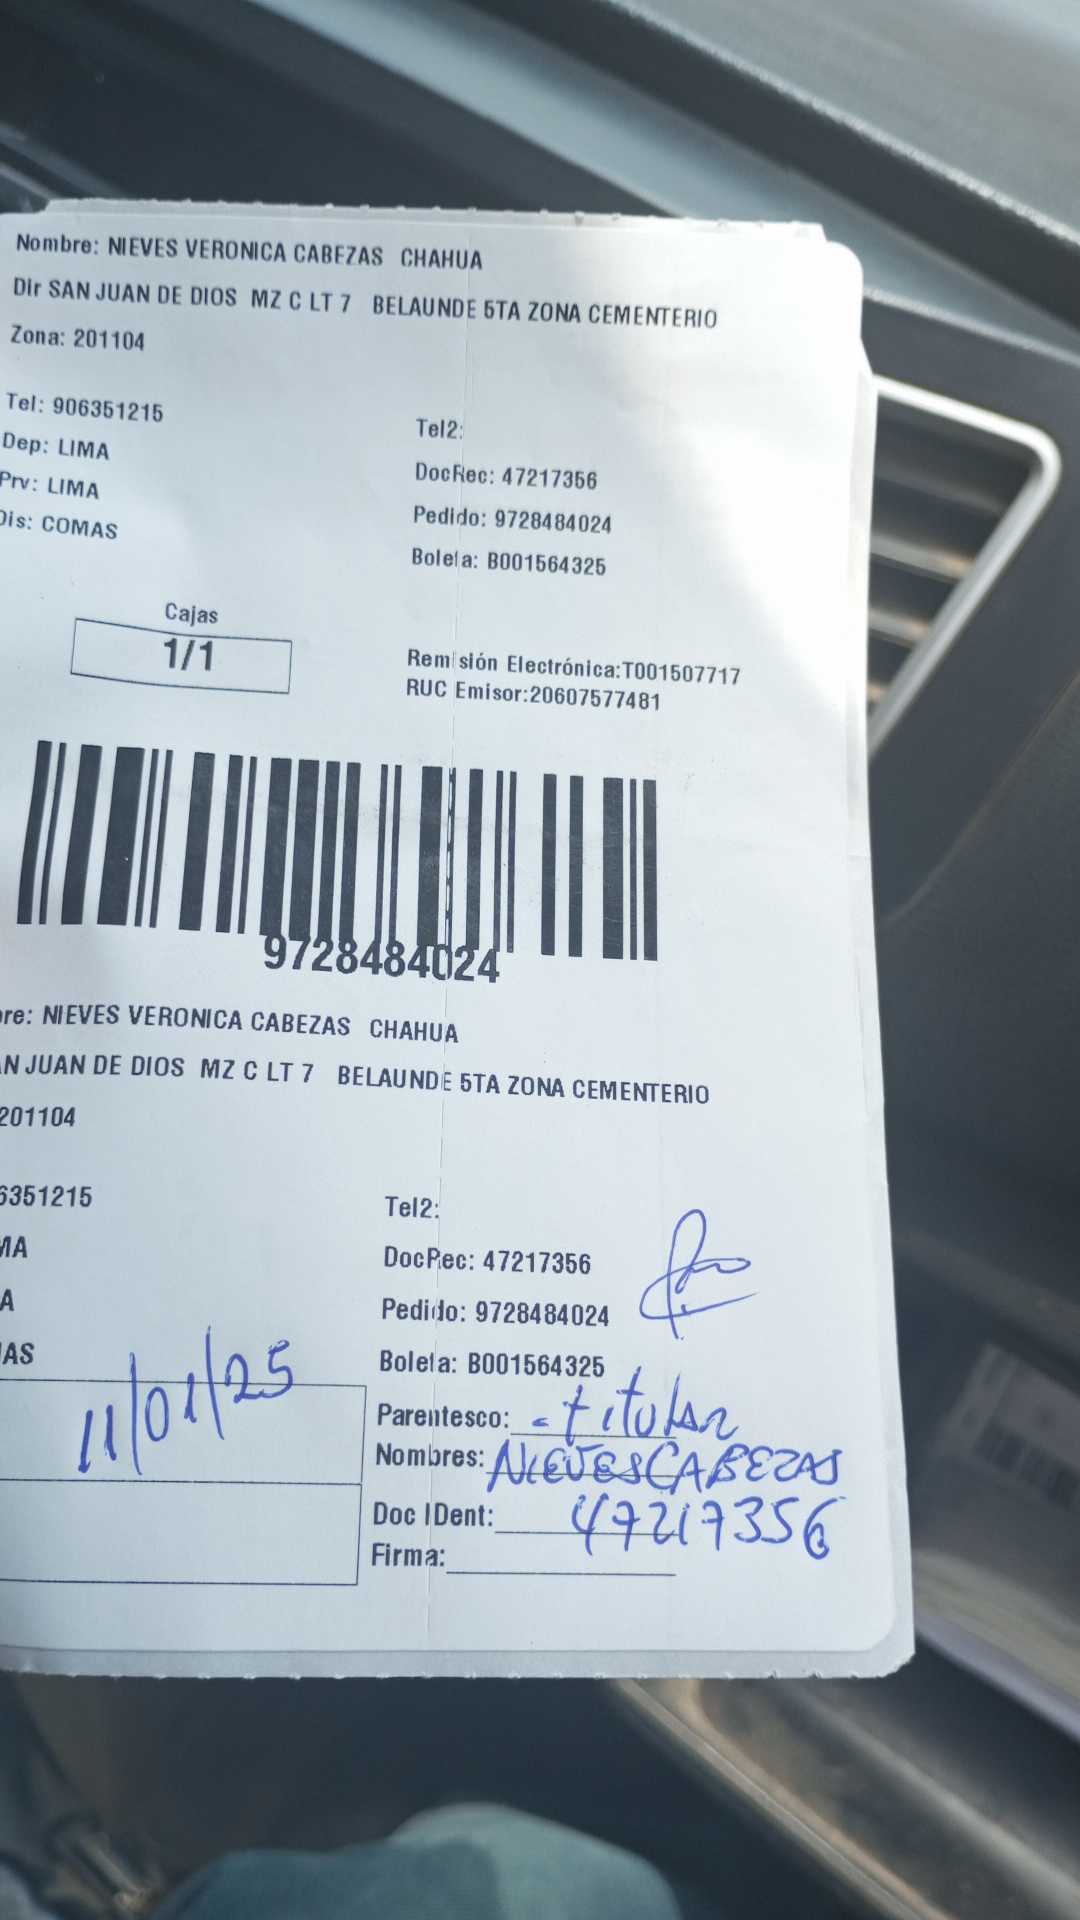 Nombre: NIEVES VERONICA CABEZAS CHAHUA
Dir SAN JUAN DE DIOS MZ C LT 7 BELAUNDE 5TA ZONA CEMENTERIO
Zona: 201104
Tel: 906351215
Tel2:
Dep: LIMA
DocRec: 47217356
Prv: LIMA
Pedido: 9728484024
Dis: COMAS
Boleta: B001564325
Cajas
1/1
Remisión Electrónica:T001507717
RUC Emisor:20607577481
9728484024
re: NIEVES VERONICA CABEZAS CHAHUA
AN JUAN DE DIOS MZ C LT 7 BELAUNDE 5TA ZONA CEMENTERIO
201104
6351215
Tel2:
MA
DocRec: 47217356
A
Pedido: 9728484024
MAS
Boleta: B001564325
11/01/25
Parentesco: - titular
Nombres: NIEVES CABEZAS
Doc IDent: 47217356
Firma: